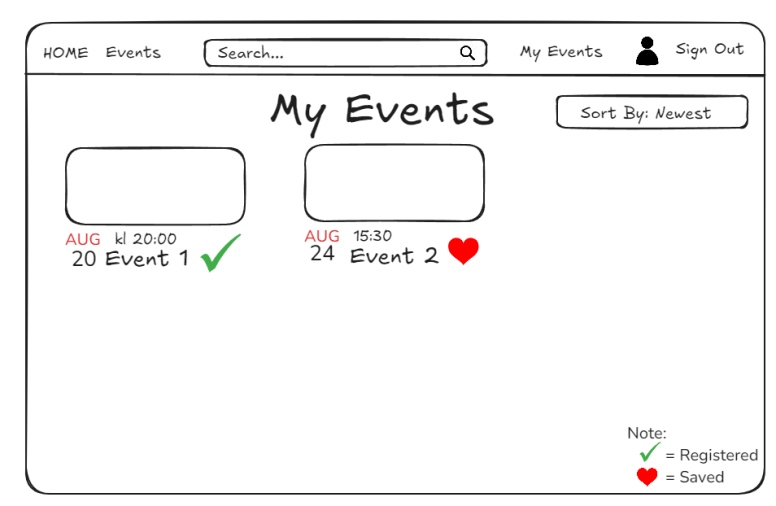 HOME Events Search... My Events Sign Out
My Events
Sort By: Newest
AUG kl 20:00
20 Event 1
AUG 15:30
24 Event 2
Note:
= Registered
= Saved